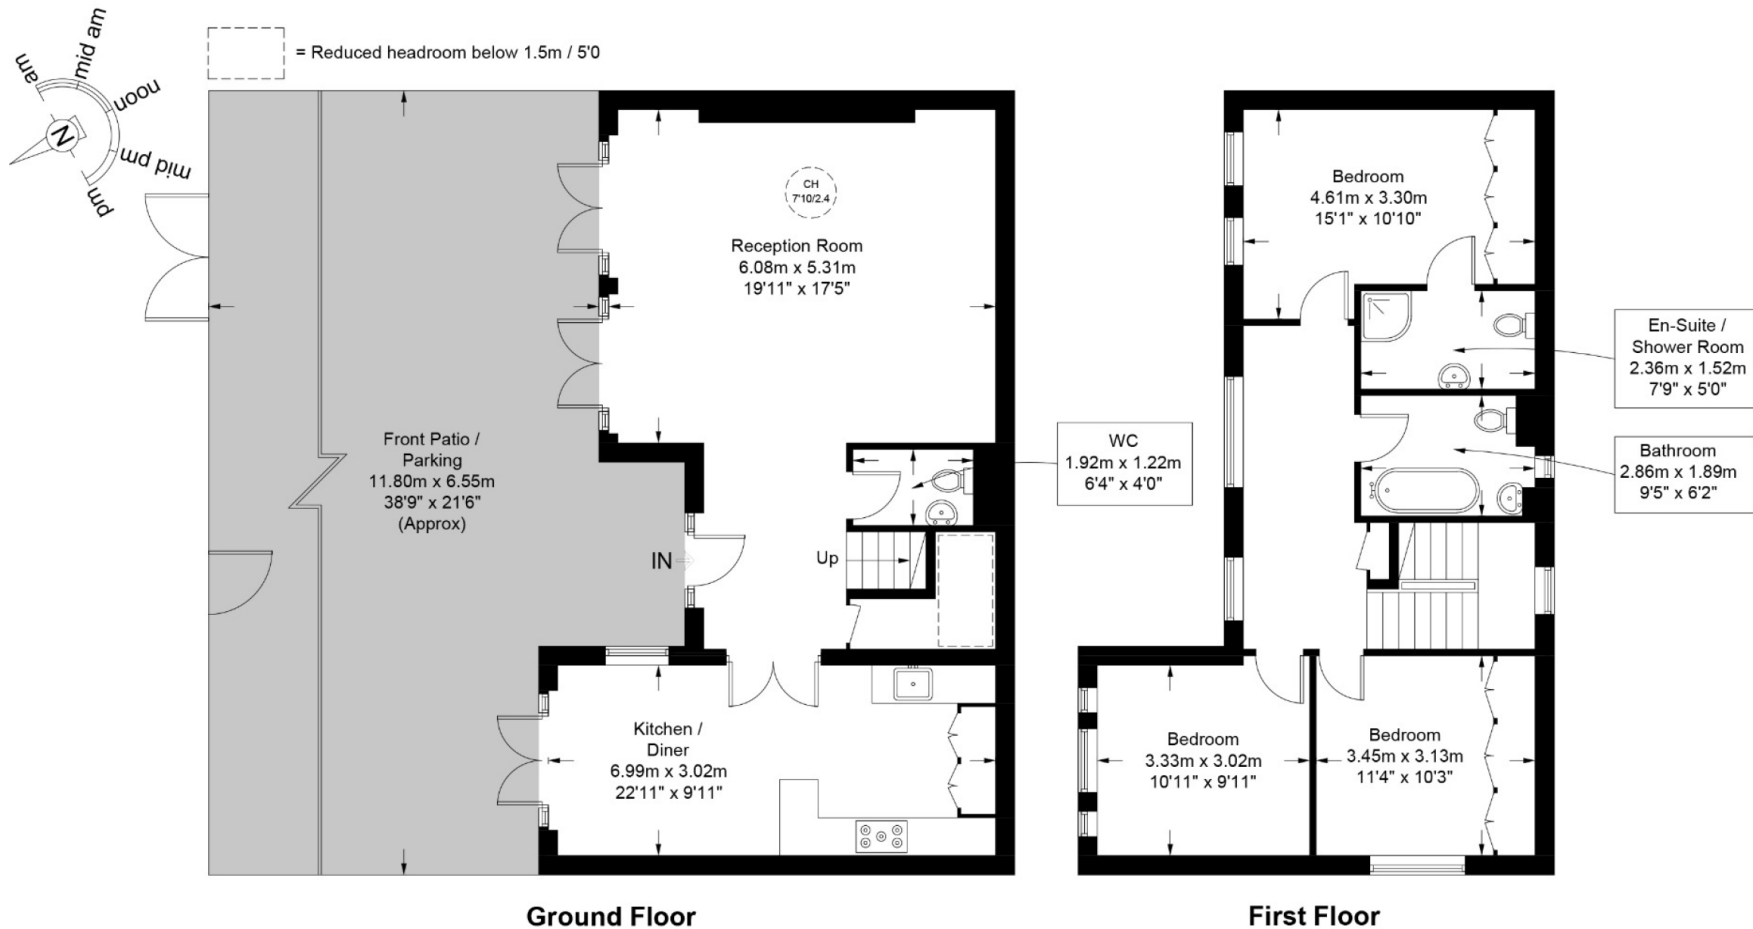 am
mid am
noon
mid pm
pm
N
= Reduced headroom below 1.5m / 5'0
CH
7'10/2.4
Reception Room
6.08m x 5.31m
19'11" x 17'5"
Front Patio /
Parking
11.80m x 6.55m
38'9" x 21'6"
(Approx)
WC
1.92m x 1.22m
6'4" x 4'0"
IN
Up
Kitchen /
Diner
6.99m x 3.02m
22'11" x 9'11"
Ground Floor
Bedroom
4.61m x 3.30m
15'1" x 10'10"
En-Suite /
Shower Room
2.36m x 1.52m
7'9" x 5'0"
Bathroom
2.86m x 1.89m
9'5" x 6'2"
Bedroom
3.33m x 3.02m
10'11" x 9'11"
Bedroom
3.45m x 3.13m
11'4" x 10'3"
First Floor